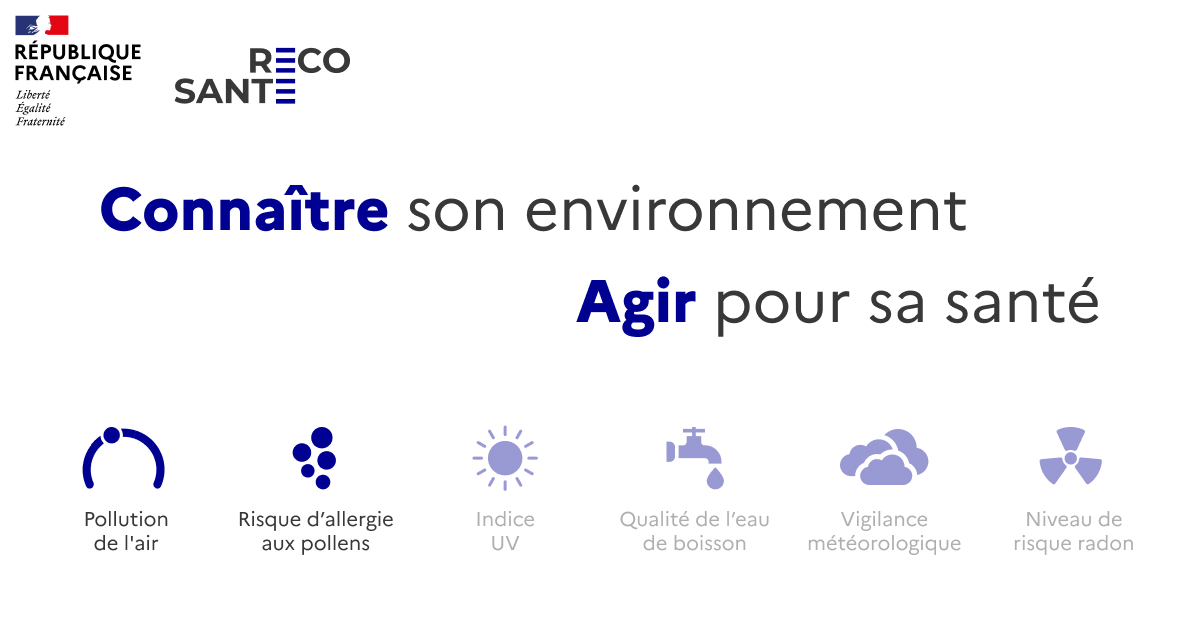 RÉPUBLIQUE
FRANÇAISE
Liberté
Égalité
Fraternité
RECO
SANTE
Connaître son environnement
Agir pour sa santé
Pollution
de l'air
Risque d’allergie
aux pollens
Indice
UV
Qualité de l’eau
de boisson
Vigilance
météorologique
Niveau de
risque radon